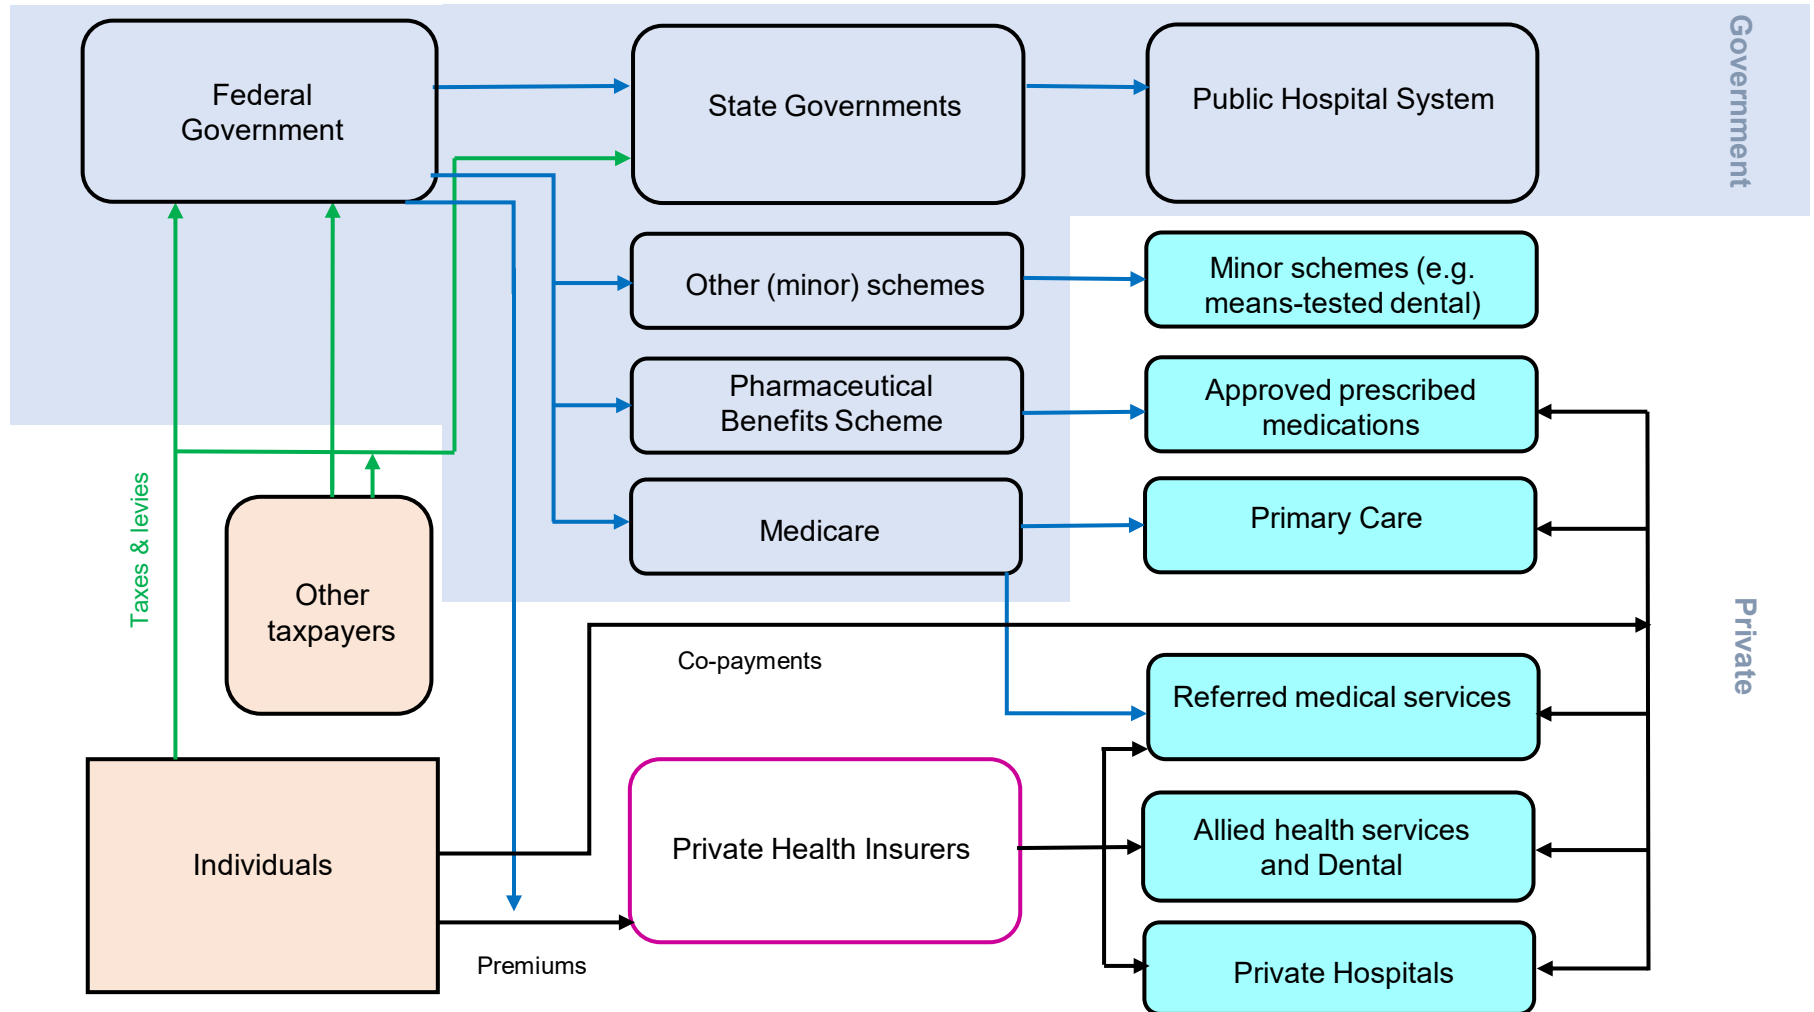 Federal
Government
State Governments
Public Hospital System
Government
Other (minor) schemes
Minor schemes (e.g.
means-tested dental)
Pharmaceutical
Benefits Scheme
Approved prescribed
medications
Medicare
Primary Care
Taxes & levies
Other
taxpayers
Co-payments
Private
Referred medical services
Individuals
Private Health Insurers
Allied health services
and Dental
Premiums
Private Hospitals